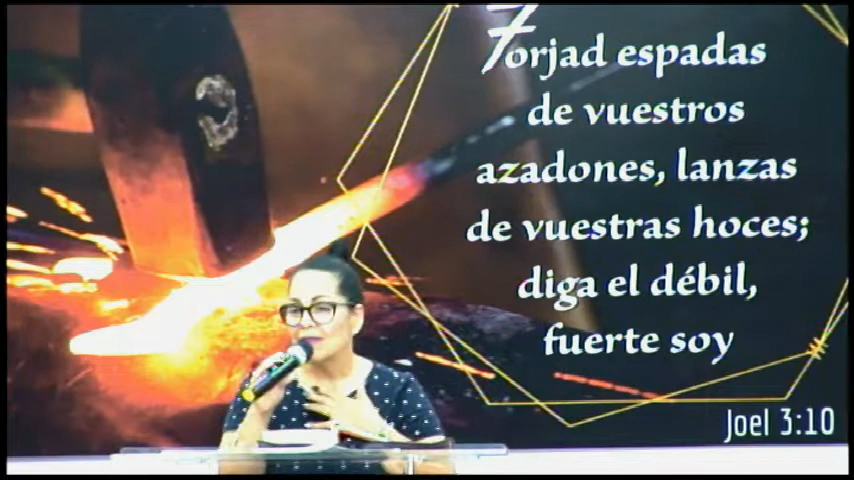 Forjad espadas
de vuestros
azadones, lanzas
de vuestras hoces;
diga el débil,
fuerte soy
Joel 3:10